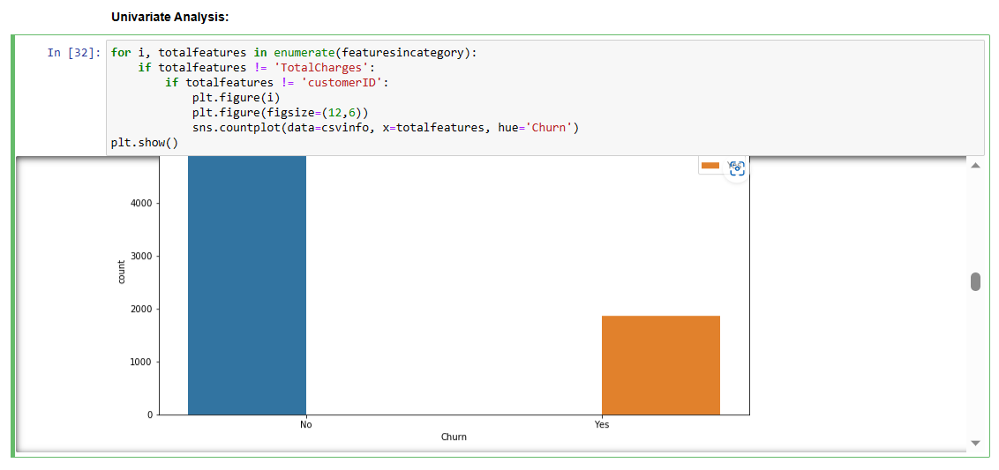 Univariate Analysis:
In [32]: for i, totalfeatures in enumerate(featuresincategory):
    if totalfeatures != 'TotalCharges':
        if totalfeatures != 'customerID':
            plt.figure(i)
            plt.figure(figsize=(12,6))
            sns.countplot(data=csvinfo, x=totalfeatures, hue='Churn')
plt.show()
4000
3000
count
2000
1000
0
No
Yes
Churn